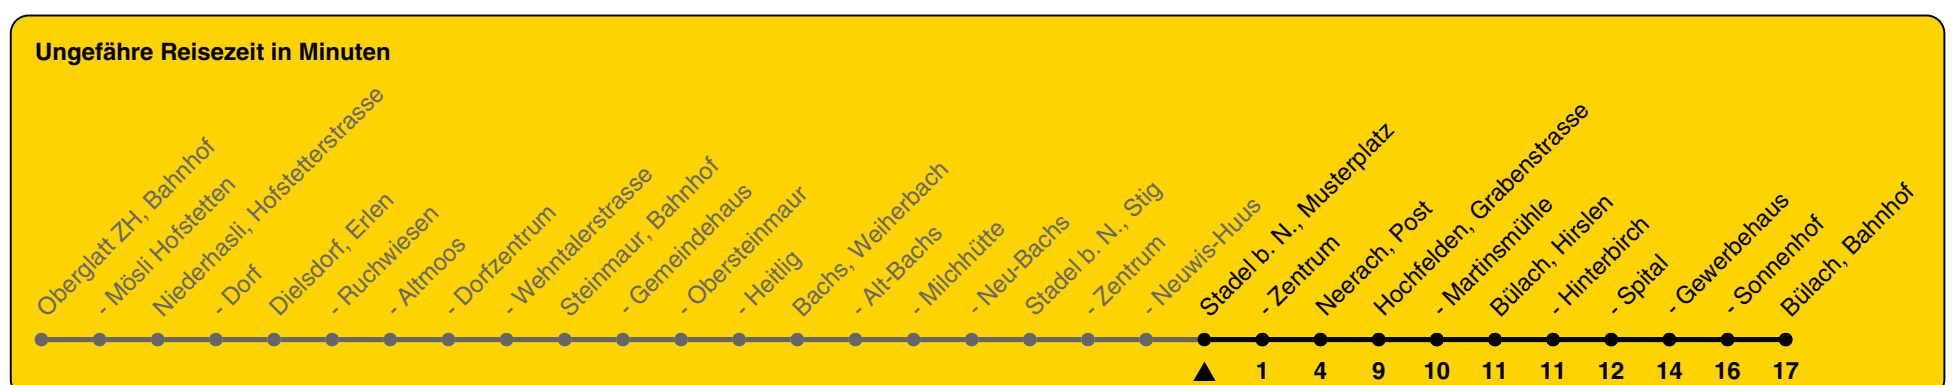 Ungefähre Reisezeit in Minuten
Oberglatt ZH, Bahnhof
- Mösli Hofstetten
Niederhasli, Hofstetterstrasse
- Dorf
Dielsdorf, Erlen
- Ruchwiesen
- Altmoos
- Dorfzentrum
- Wehntalerstrasse
Steinmaur, Bahnhof
- Gemeindehaus
- Obersteinmaur
- Heitlig
Bachs, Weiherbach
- Alt-Bachs
- Milchhütte
- Neu-Bachs
Stadel b. N., Stig
- Zentrum
- Neuwis-Huus
Stadel b. N., Musterplatz
- Zentrum
Neerach, Post
Hochfelden, Grabenstrasse
- Martinsmühle
Bülach, Hirslen
- Hinterbirch
- Spital
- Gewerbehaus
- Sonnenhof
Bülach, Bahnhof
1 4 9 10 11 11 12 14 16 17